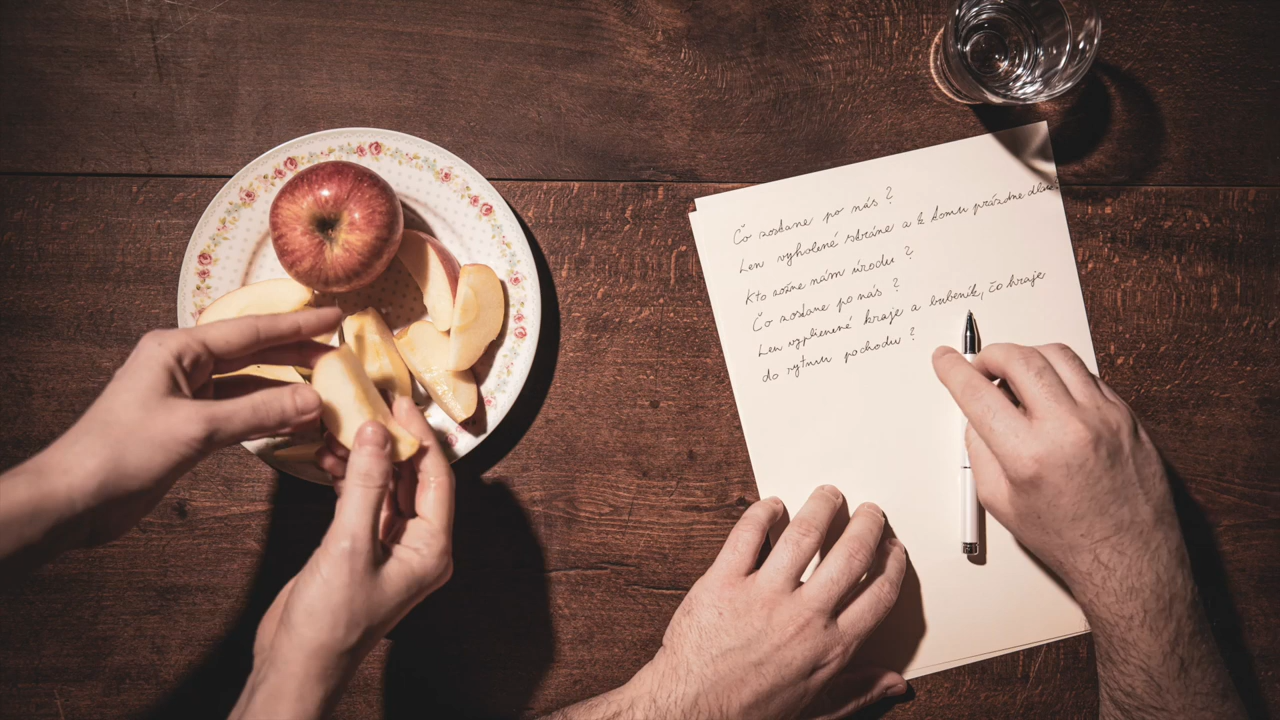 Čo zostane po nás?
Len vyholené stráne a z domu prázdne dlane.
Kto zožne nám úrodu?
Čo zostane po nás?
Len vyplienené kraje a bubeník, čo hraje
do rytmu pochodu?